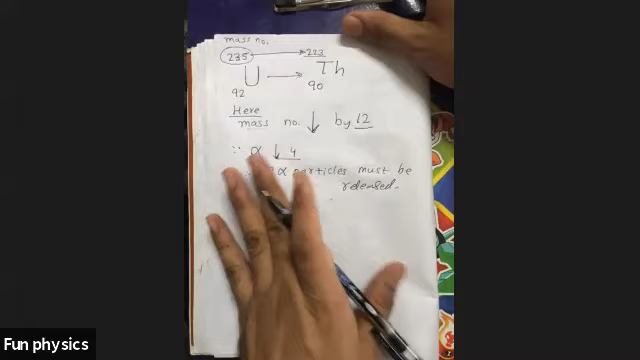 mass no.
235 → 223
U → Th
92 90
Here
mass no. ↓ by 12
∵ α ↓ 4
α particles must be
released.
Fun physics